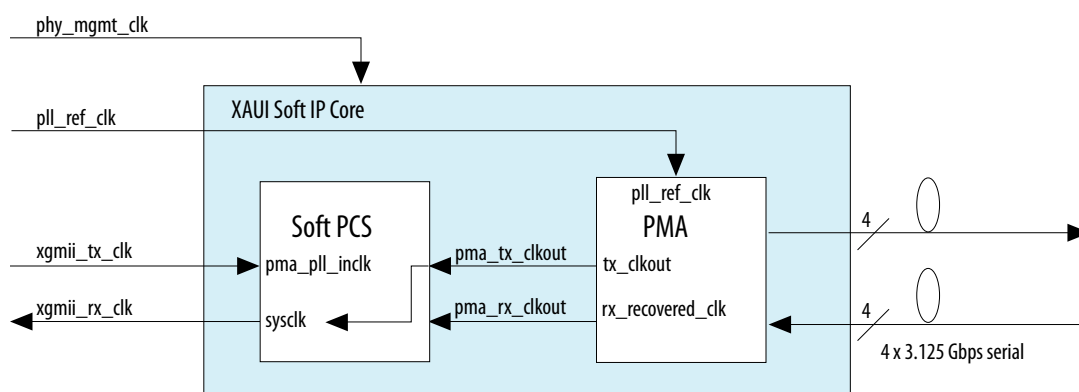 phy_mgmt_clk
XAUI Soft IP Core
pll_ref_clk
pll_ref_clk
Soft PCS
PMA
4
xgmii_tx_clk
pma_pll_inclk
pma_tx_clkout
tx_clkout
xgmii_rx_clk
sysclk
pma_rx_clkout
rx_recovered_clk
4
4 x 3.125 Gbps serial